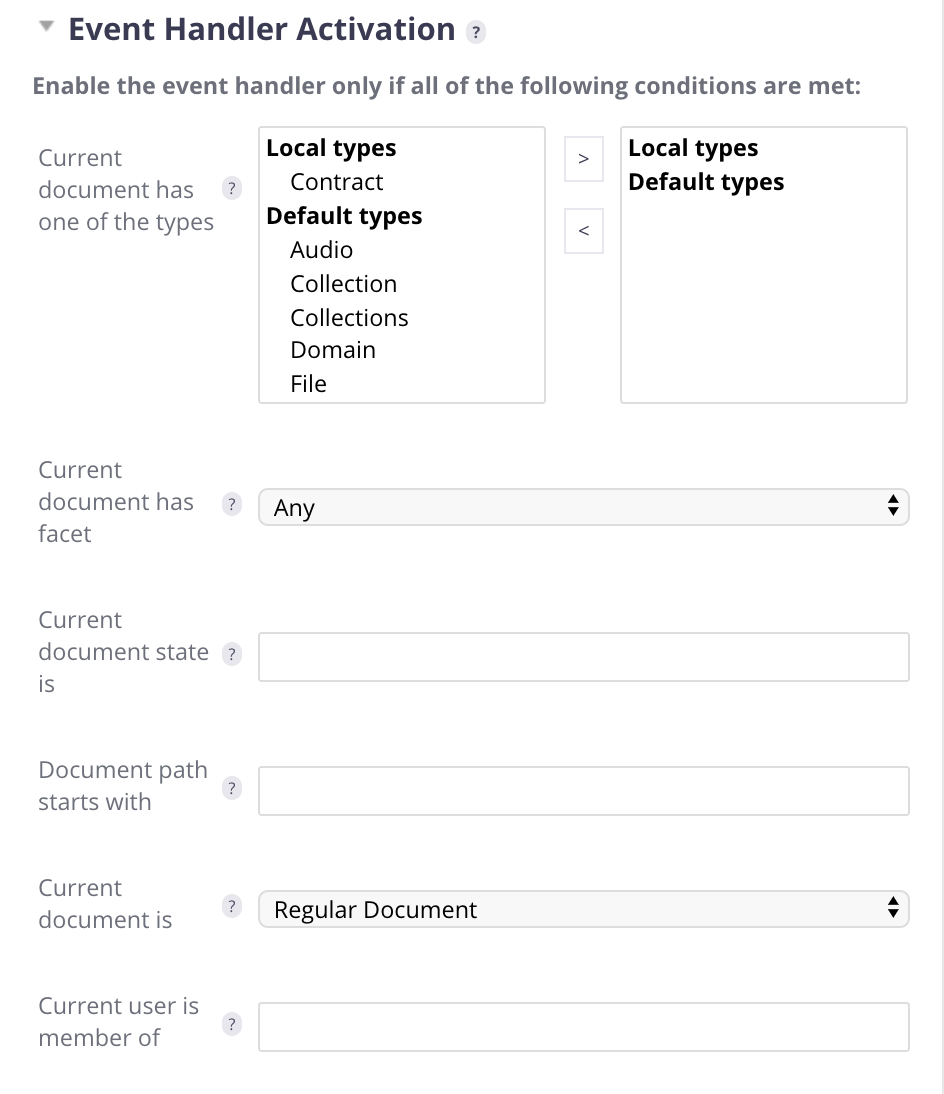 Event Handler Activation ?
Enable the event handler only if all of the following conditions are met:
Current
document has
one of the types
?
Local types
Contract
Default types
Audio
Collection
Collections
Domain
File
>
<
Local types
Default types
Current
document has
facet
?
Any
Current
document state
is
?
Document path
starts with
?
Current
document is
?
Regular Document
Current user is
member of
?